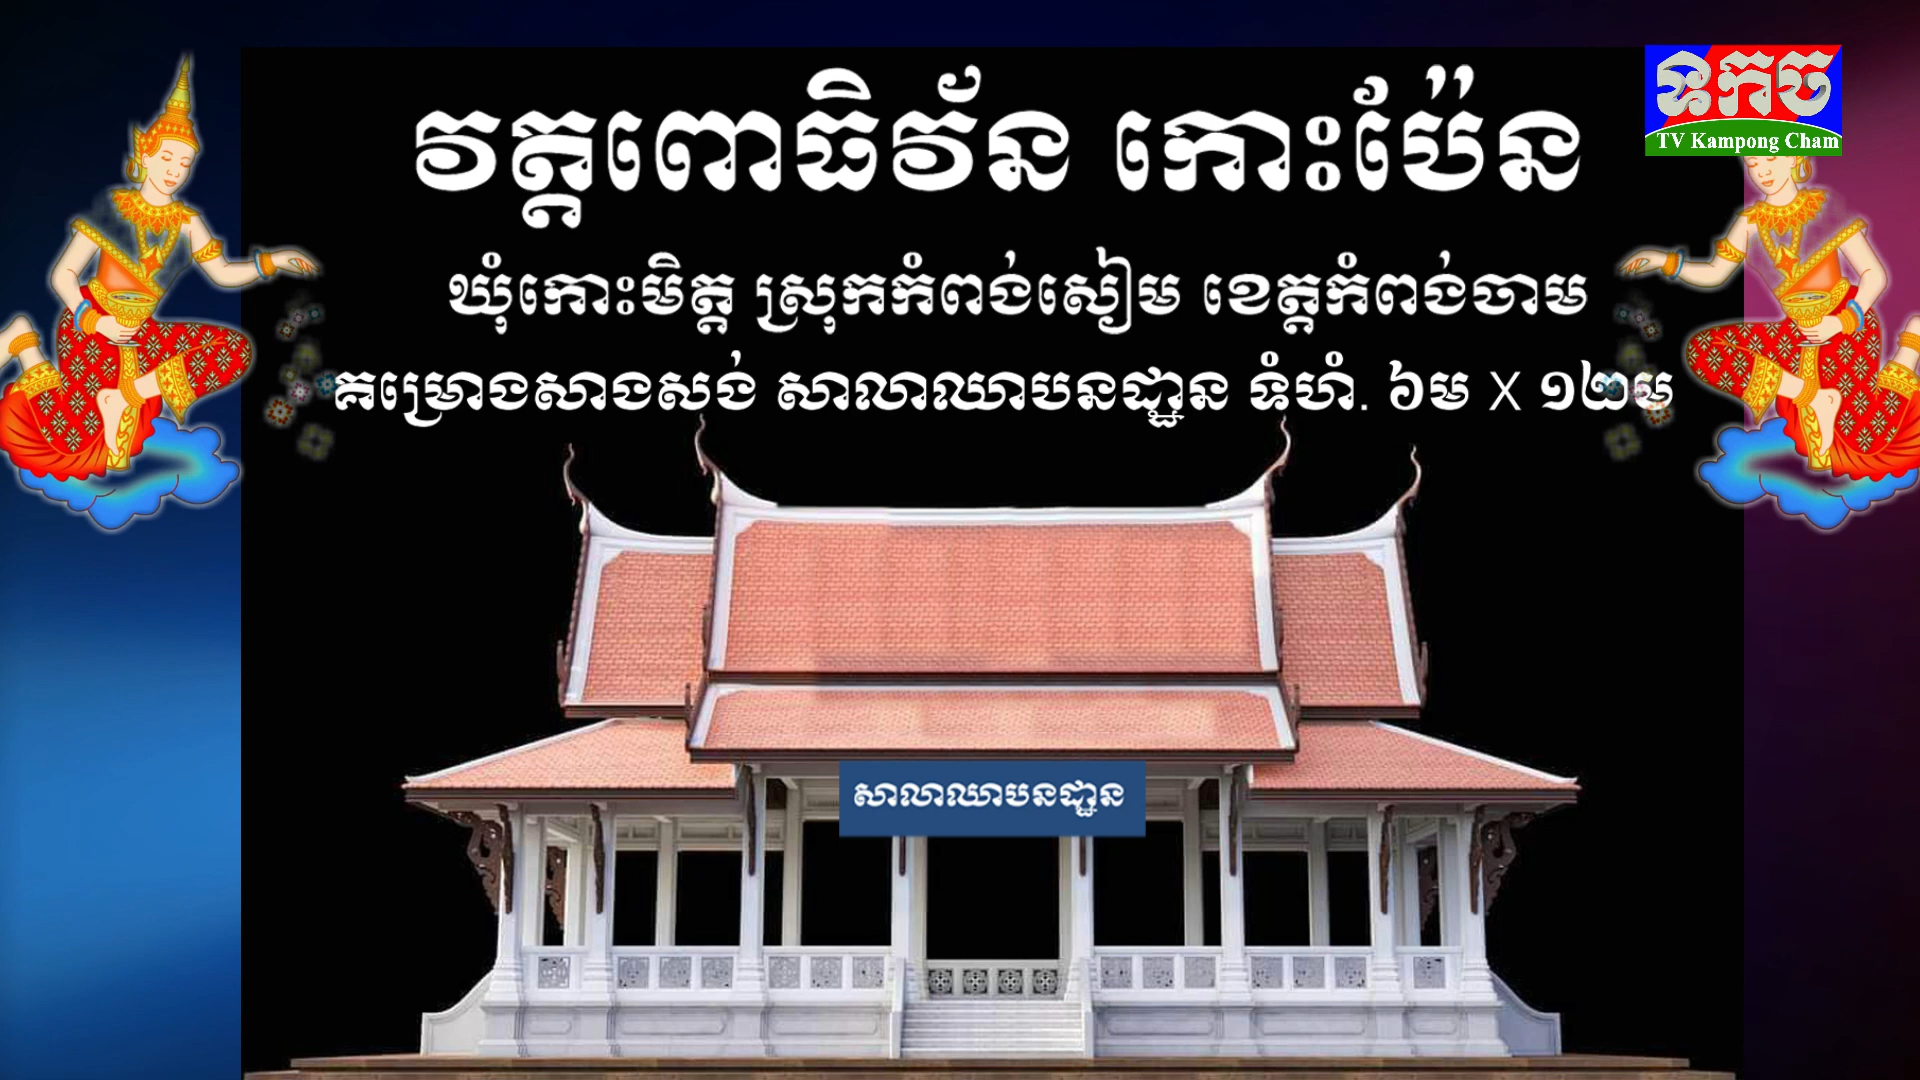 វត្តពោធិវ័ន កោះប៉ែន
ទកច
TV Kampong Cham
ឃុំកោះមិត្ត ស្រុកកំពង់សៀម ខេត្តកំពង់ចាម
គម្រោងសាងសង់ សាលាឈាបនដ្ឋាន ទំហំ. ៦ម X ១២ម
សាលាឈាបនដ្ឋាន